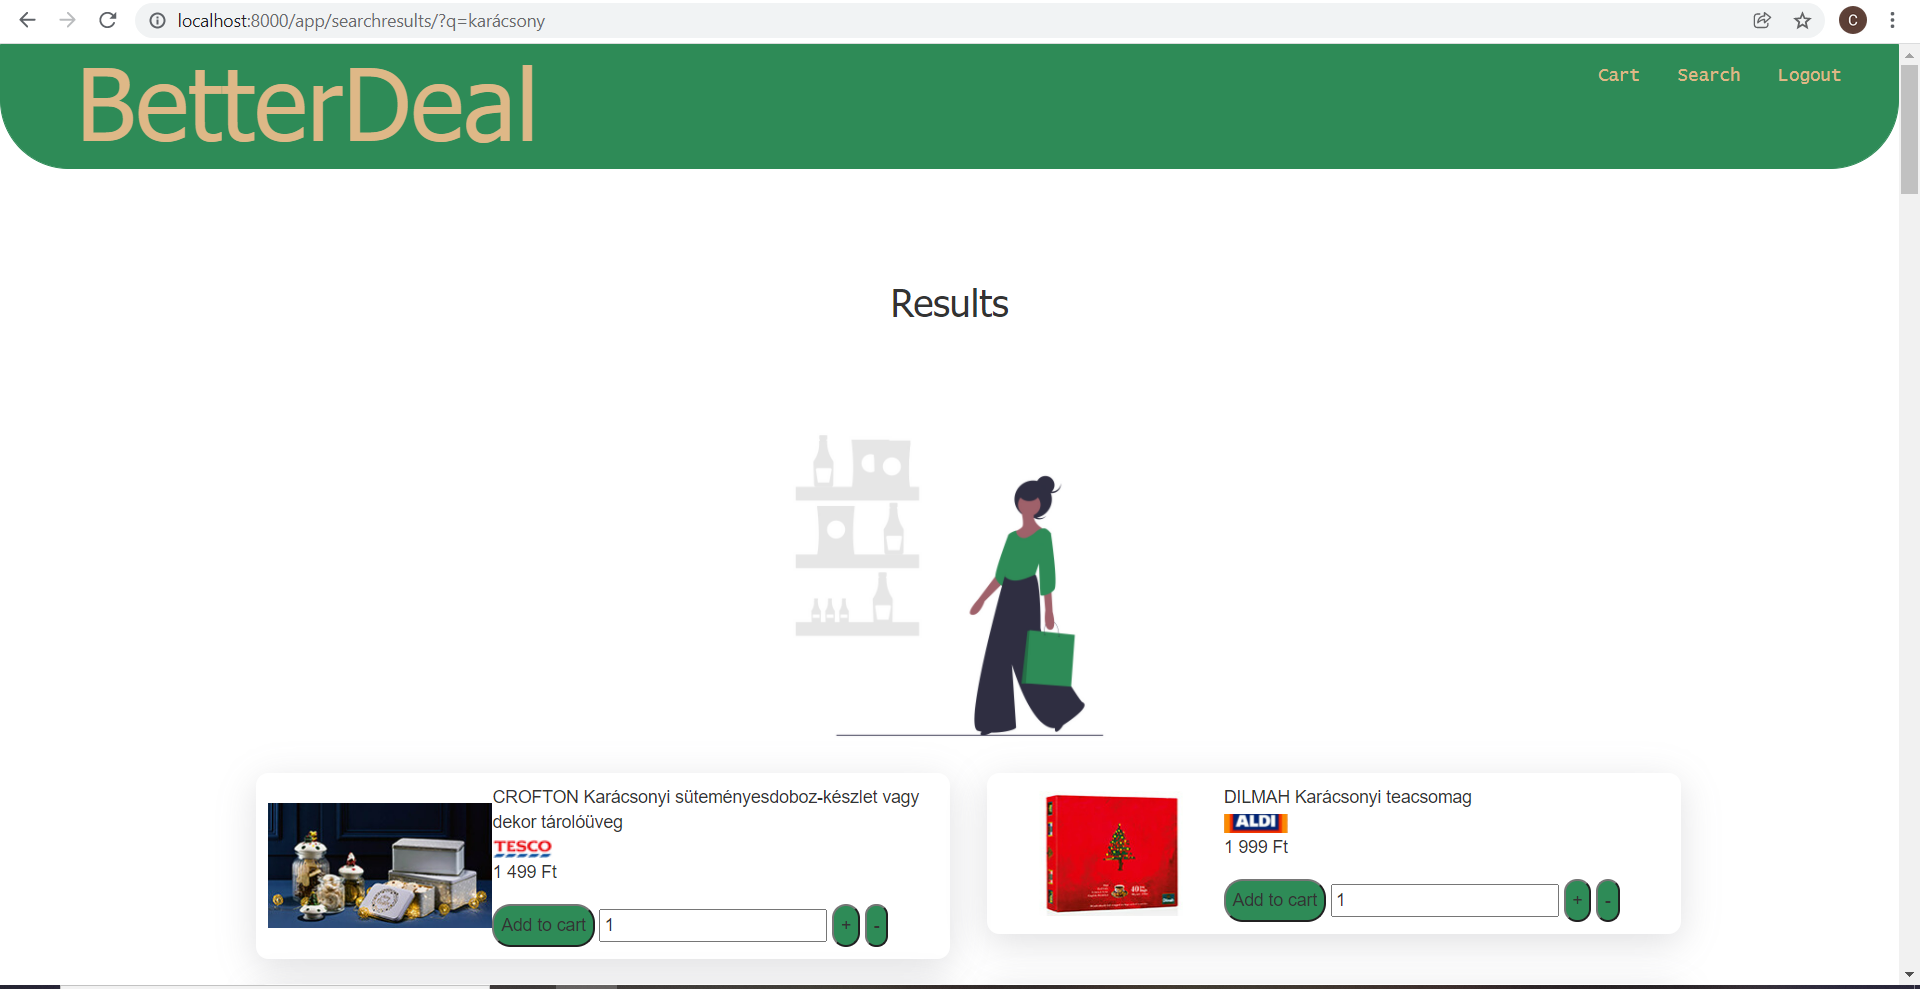 localhost:8000/app/searchresults/?q=karácsony
C
BetterDeal
Cart Search Logout
Results
CROFTON Karácsonyi süteményesdoboz-készlet vagy
dekor tárolóüveg
TESCO
1 499 Ft
Add to cart 1 + -
DILMAH Karácsonyi teacsomag
ALDI
1 999 Ft
Add to cart 1 + -